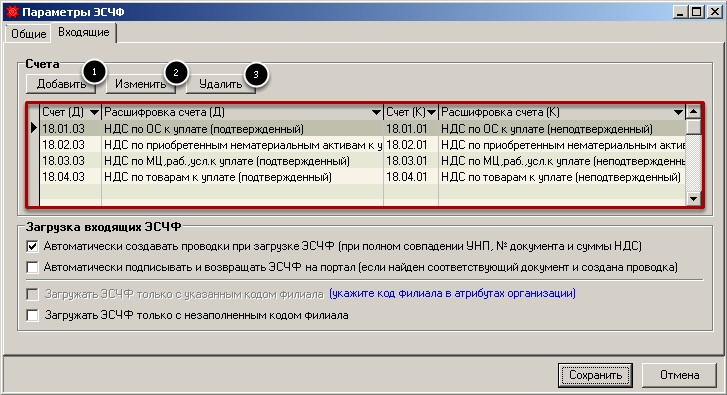 Параметры ЭСЧФ
Общие Входящие
Счета
1 2 3
Добавить Изменить Удалить
Счет (Д) Расшифровка счета (Д) Счет (К) Расшифровка счета (К)
18.01.03 НДС по ОС к уплате (подтвержденный) 18.01.01 НДС по ОС к уплате (неподтвержденный)
18.02.03 НДС по приобретенным нематериальным активам к у 18.02.01 НДС по приобретенным нематериальным
18.03.03 НДС по МЦ,раб.,усл.к уплате (подтвержденный) 18.03.01 НДС по МЦ,раб.,усл.к уплате (неподтвержденнь
18.04.03 НДС по товарам к уплате (подтвержденный) 18.04.01 НДС по товарам к уплате (неподтвержденный)
Загрузка входящих ЭСЧФ
Автоматически создавать проводки при загрузке ЭСЧФ (при полном совпадении УНП, № документа и суммы НДС)
Автоматически подписывать и возвращать ЭСЧФ на портал (если найден соответствующий документ и создана проводка)
Загружать ЭСЧФ только с указанным кодом филиала (укажите код филиала в атрибутах организации)
Загружать ЭСЧФ только с незаполненным кодом филиала
Сохранить Отмена